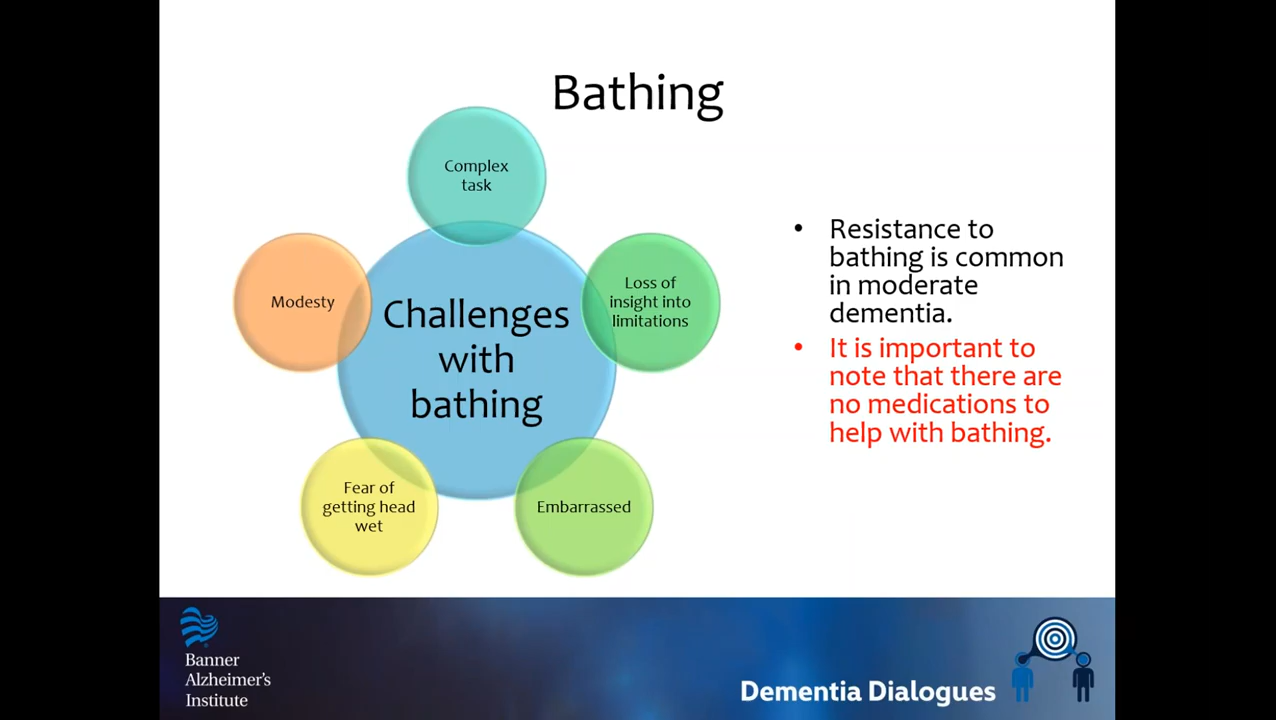 Bathing
Complex
task
Loss of
insight into
limitations
Embarrassed
Fear of
getting head
wet
Modesty
Challenges
with
bathing
• Resistance to
bathing is common
in moderate
dementia.
• It is important to
note that there are
no medications to
help with bathing.
Banner
Alzheimer's
Institute
Dementia Dialogues